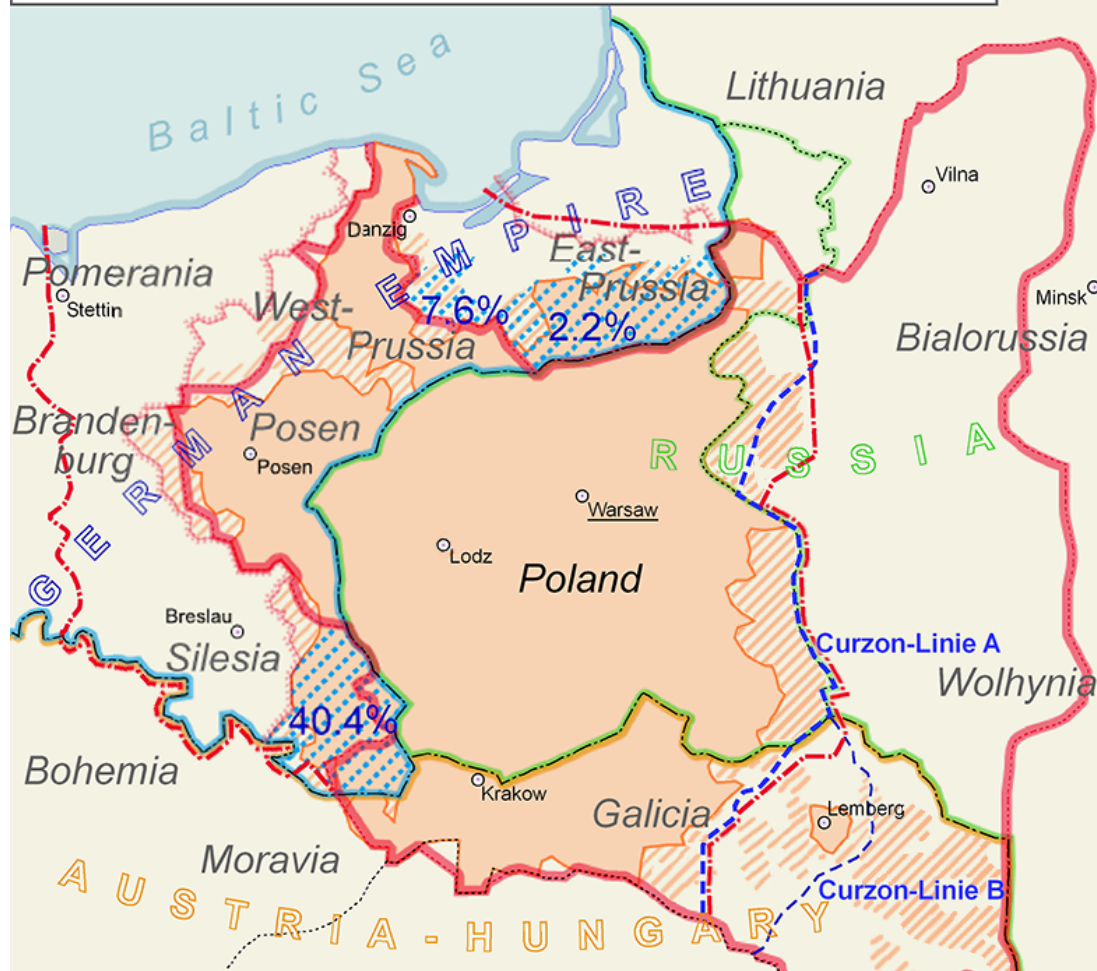 Baltic Sea
Lithuania
Vilna
Danzig
Pomerania
Stettin
EMPIRE
East-
Prussia
West-
Prussia
7.6%
2.2%
Minsk
Bialorussia
Branden-
burg
GERMAN
Posen
Posen
RUSSIA
Warsaw
Lodz
Poland
Breslau
Silesia
Curzon-Linie A
Wolhynia
40.4%
Bohemia
Krakow
Galicia
Lemberg
Moravia
Curzon-Linie B
AUSTRIA-HUNGARY